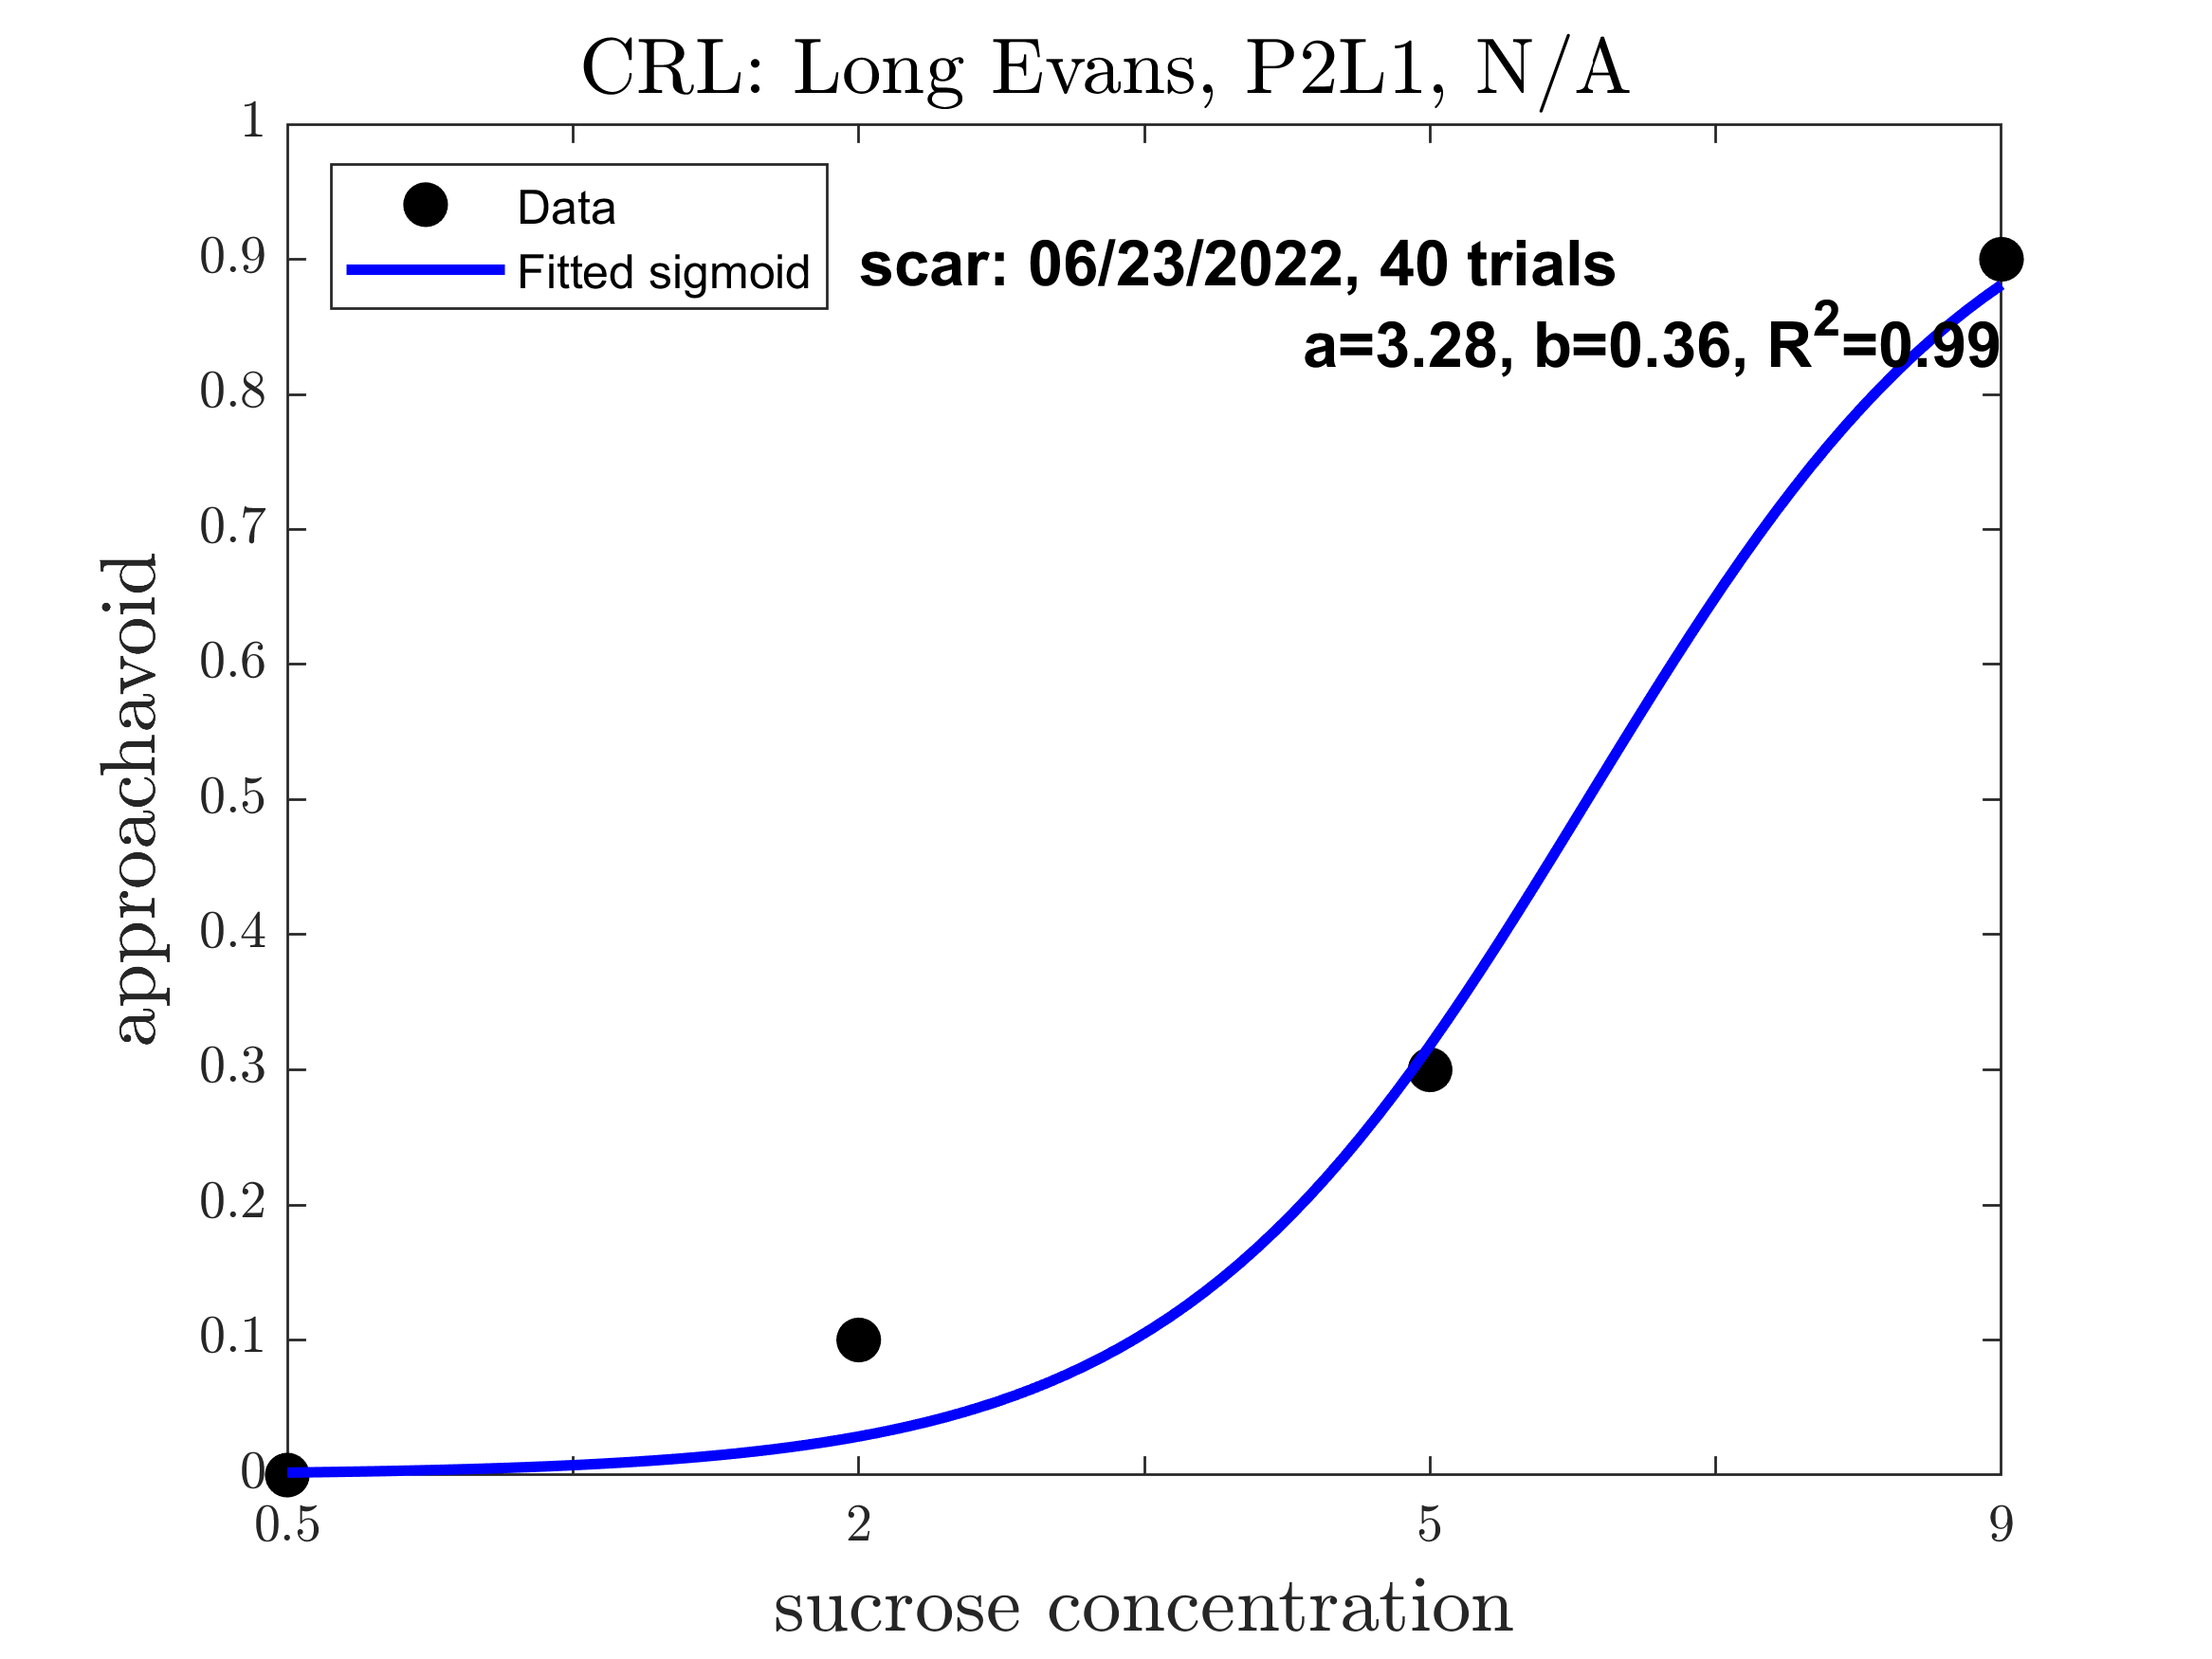 CRL: Long Evans, P2L1, N/A
1
0.9
0.8
0.7
0.6
0.5
0.4
0.3
0.2
0.1
0
Data
Fitted sigmoid
scar: 06/23/2022, 40 trials
a=3.28, b=0.36, R²=0.99
approachavoid
0.5 2 5 9
sucrose concentration